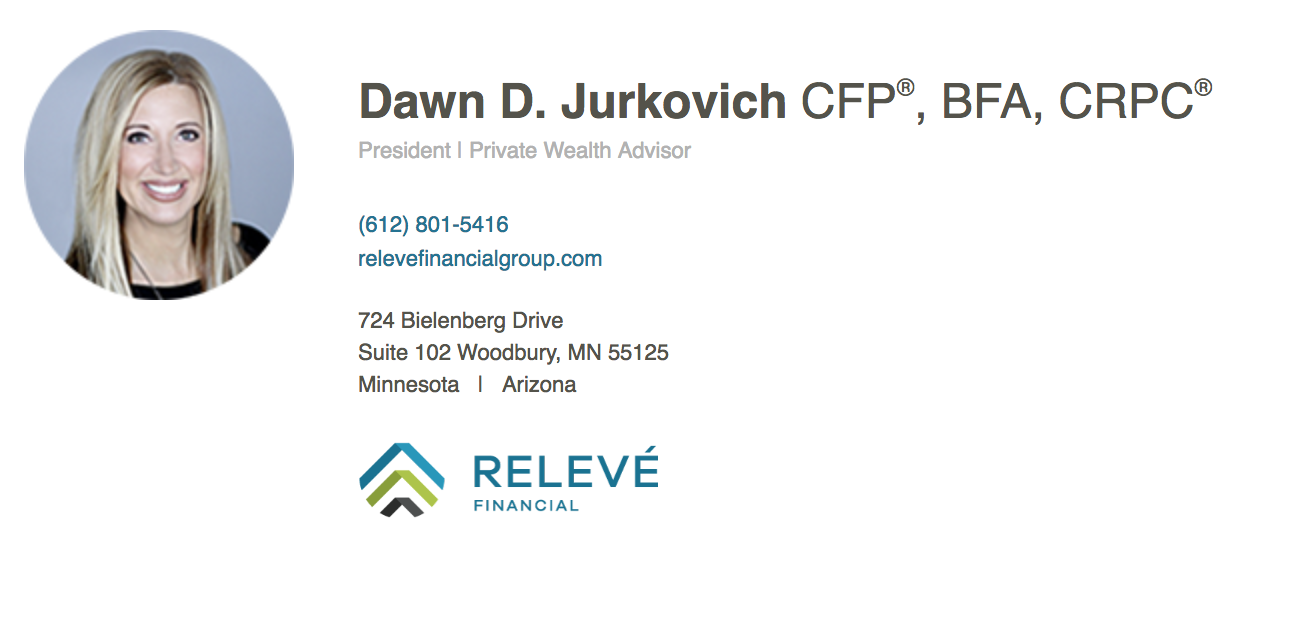 Dawn D. Jurkovich CFP®, BFA, CRPC®
President | Private Wealth Advisor
(612) 801-5416
relevefinancialgroup.com
724 Bielenberg Drive
Suite 102 Woodbury, MN 55125
Minnesota | Arizona
RELEVÉ
FINANCIAL